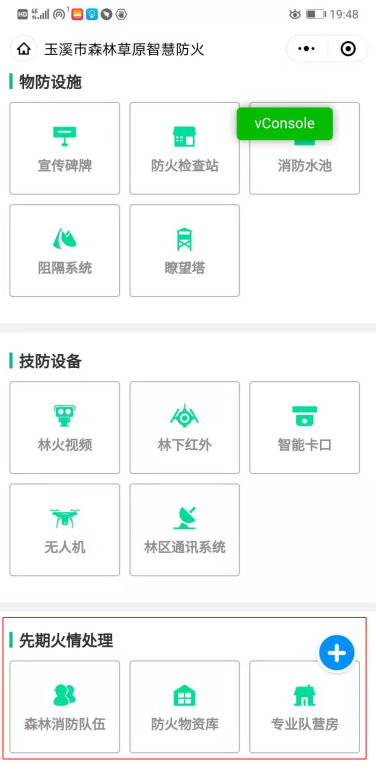 HD 4G 1 19:48
玉溪市森林草原智慧防火
物防设施
vConsole
宣传碑牌 防火检查站 消防水池
阻隔系统 瞭望塔
技防设备
林火视频 林下红外 智能卡口
无人机 林区通讯系统
先期火情处理
森林消防队伍 防火物资库 专业队营房